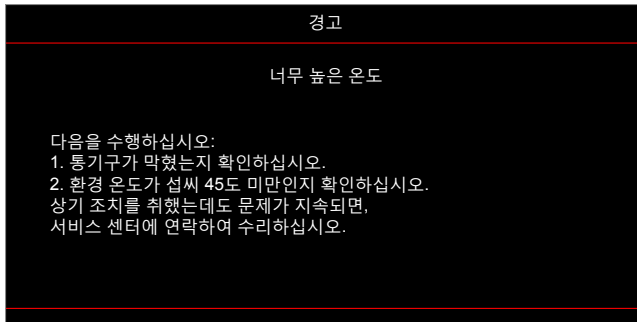 경고
너무 높은 온도
다음을 수행하십시오:
1. 통기구가 막혔는지 확인하십시오.
2. 환경 온도가 섭씨 45도 미만인지 확인하십시오.
상기 조치를 취했는데도 문제가 지속되면,
서비스 센터에 연락하여 수리하십시오.